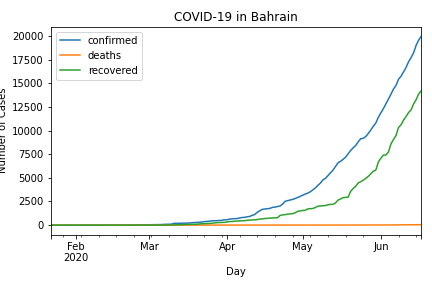 COVID-19 in Bahrain
confirmed
deaths
recovered
20000
17500
15000
12500
10000
7500
5000
2500
0
Number of Cases
Feb
2020
Mar
Apr
May
Jun
Day